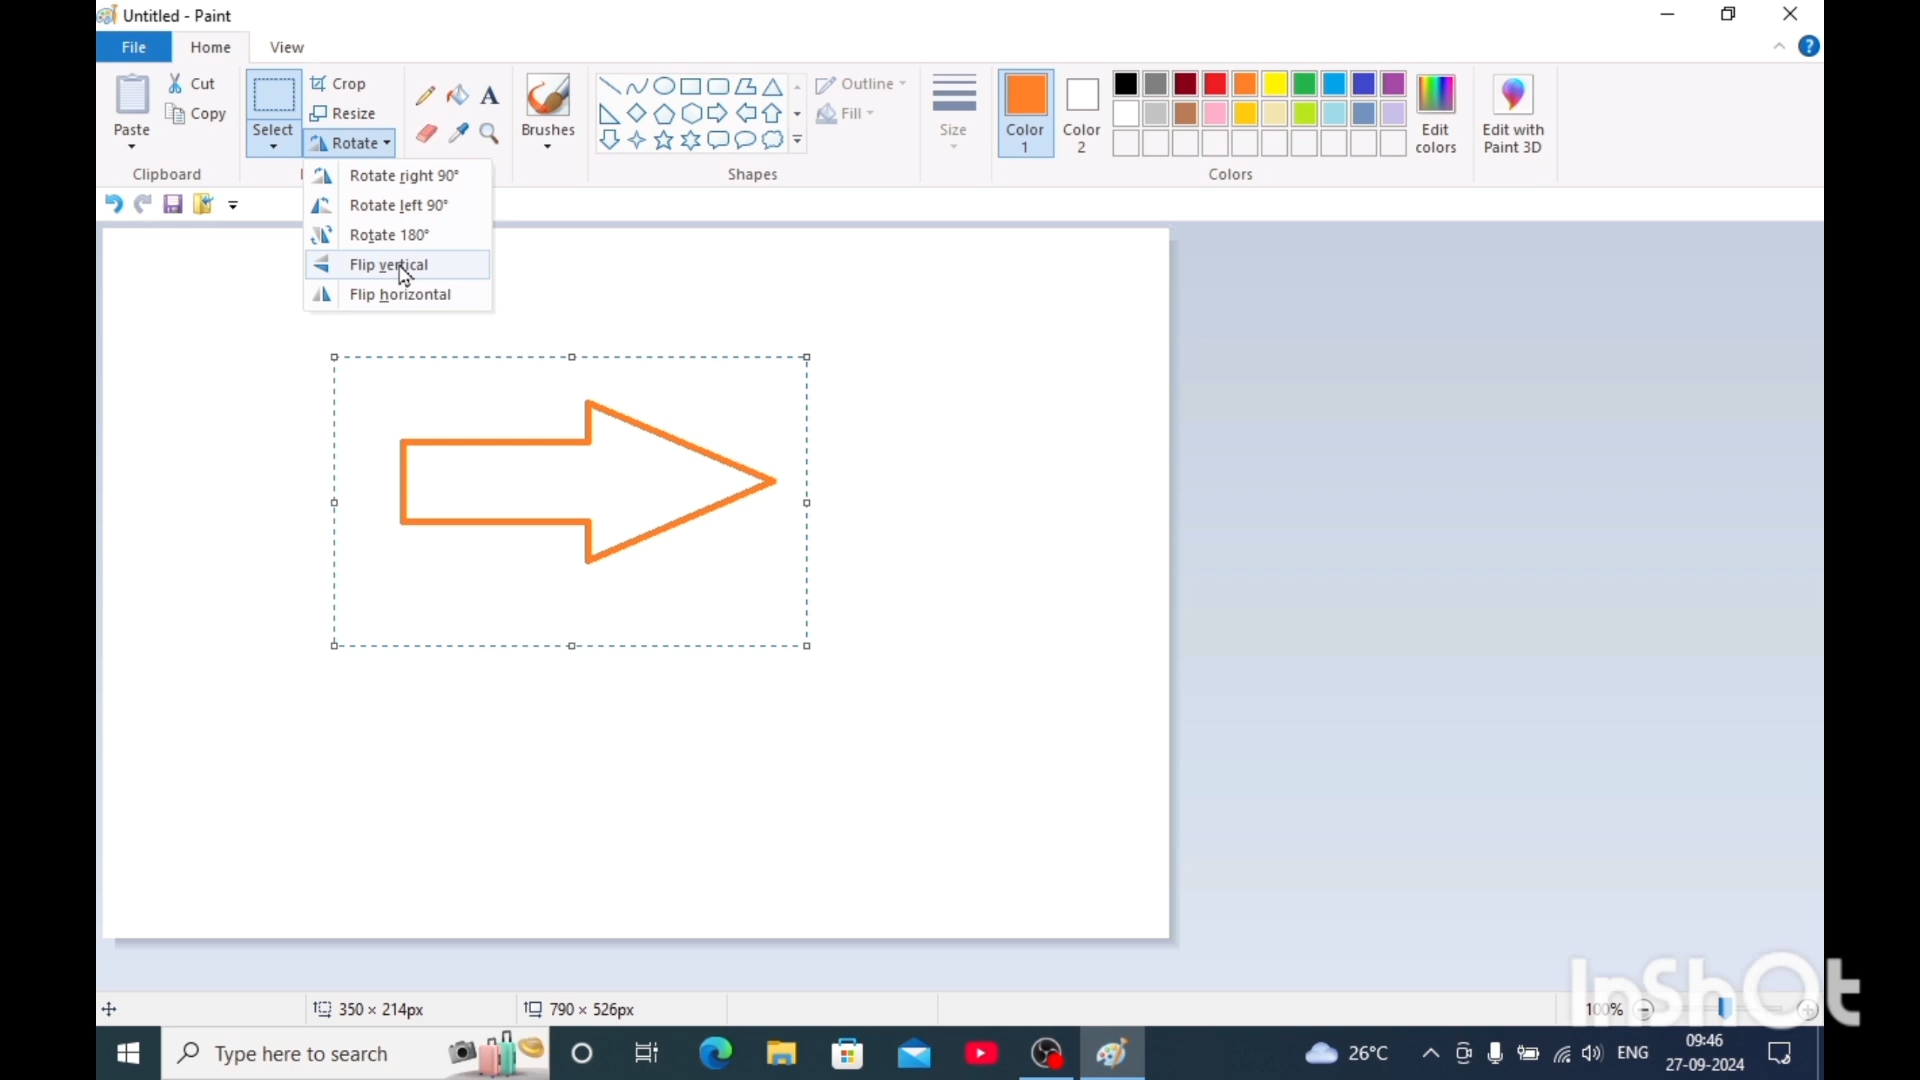 Untitled - Paint
File Home View
Paste
Cut
Copy
Clipboard
Select
Crop
Resize
Rotate
A
Brushes
Shapes
Outline
Fill
Size
Color 1
Color 2
Colors
Edit colors
Edit with Paint 3D
Rotate right 90°
Rotate left 90°
Rotate 180°
Flip vertical
Flip horizontal
350 × 214px
790 × 526px
100%
InShOt
Type here to search
26°C
ENG
09:46
27-09-2024